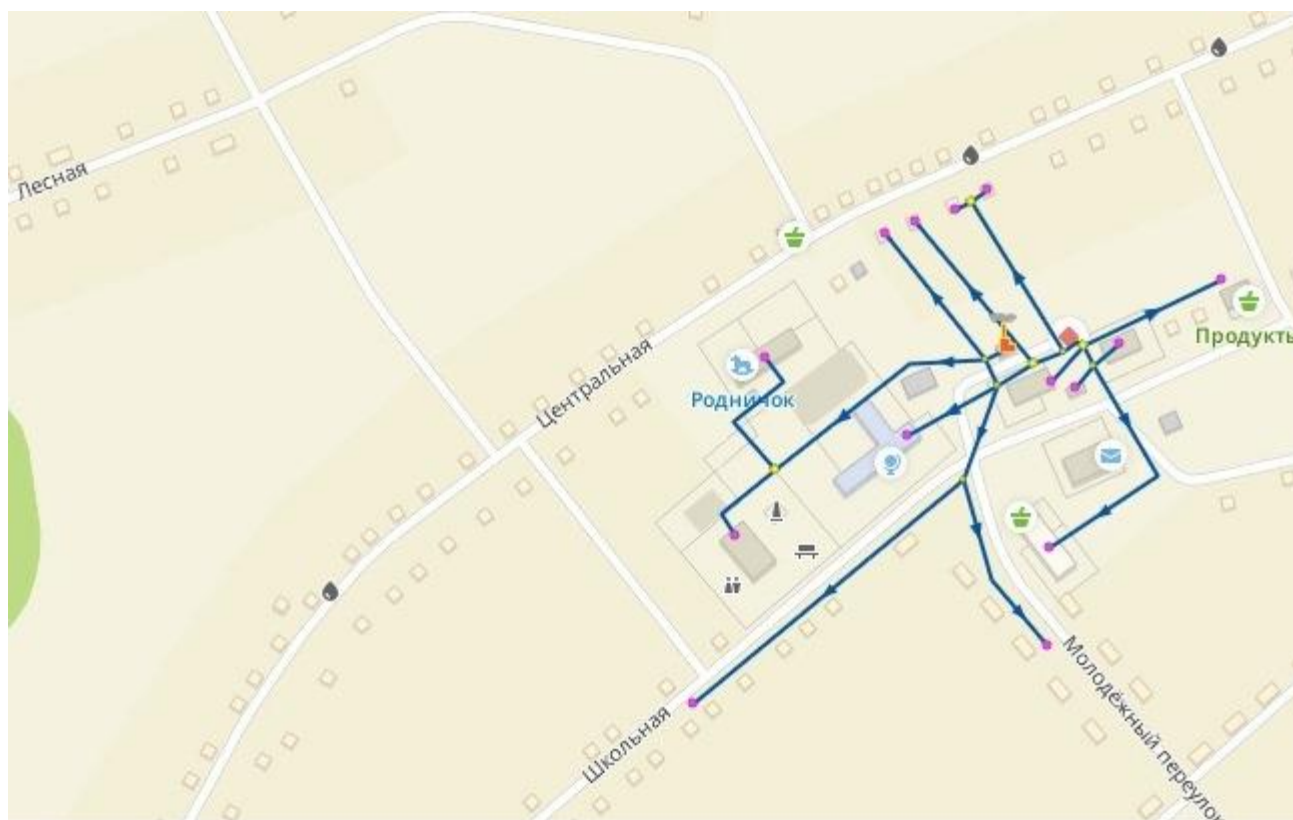 Лесная
Продукты
Центральная
Родничок
Молодёжный переулок
Школьная